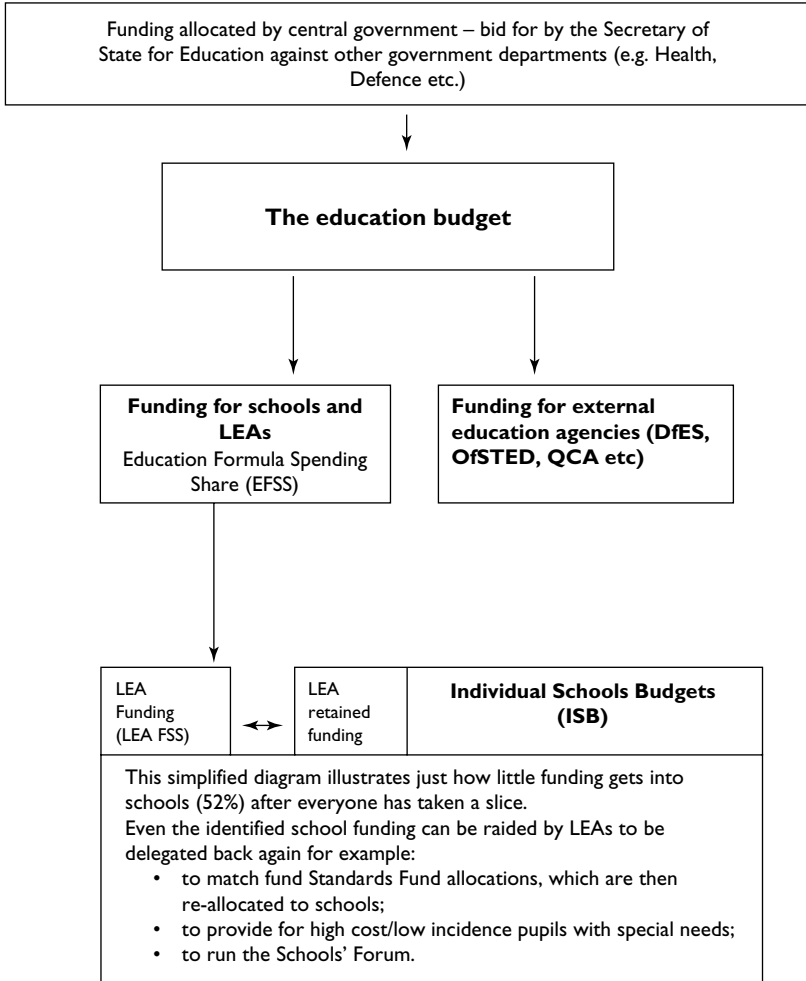 Funding allocated by central government – bid for by the Secretary of
State for Education against other government departments (e.g. Health,
Defence etc.)
The education budget
Funding for schools and
LEAs
Education Formula Spending
Share (EFSS)
Funding for external
education agencies (DfES,
OfSTED, QCA etc)
LEA
Funding
(LEA FSS)
LEA
retained
funding
Individual Schools Budgets
(ISB)
This simplified diagram illustrates just how little funding gets into
schools (52%) after everyone has taken a slice.
Even the identified school funding can be raided by LEAs to be
delegated back again for example:
• to match fund Standards Fund allocations, which are then
re-allocated to schools;
• to provide for high cost/low incidence pupils with special needs;
• to run the Schools' Forum.